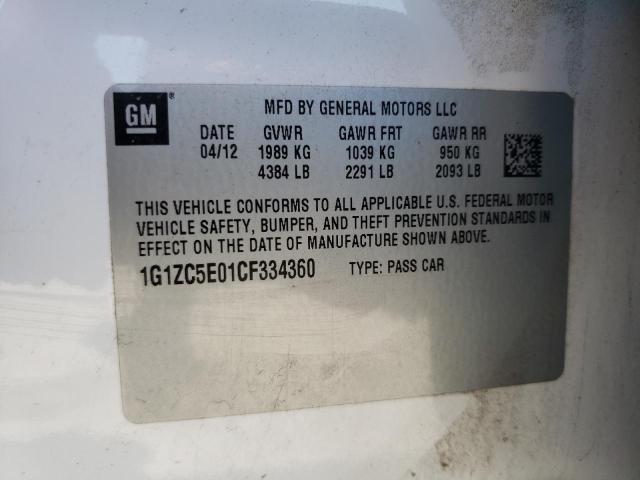 GM® MFD BY GENERAL MOTORS LLC
DATE GVWR GAWR FRT GAWR RR
04/12 1989 KG 1039 KG 950 KG
4384 LB 2291 LB 2093 LB
THIS VEHICLE CONFORMS TO ALL APPLICABLE U.S. FEDERAL MOTOR
VEHICLE SAFETY, BUMPER, AND THEFT PREVENTION STANDARDS IN
EFFECT ON THE DATE OF MANUFACTURE SHOWN ABOVE.
1G1ZC5E01CF334360 TYPE: PASS CAR